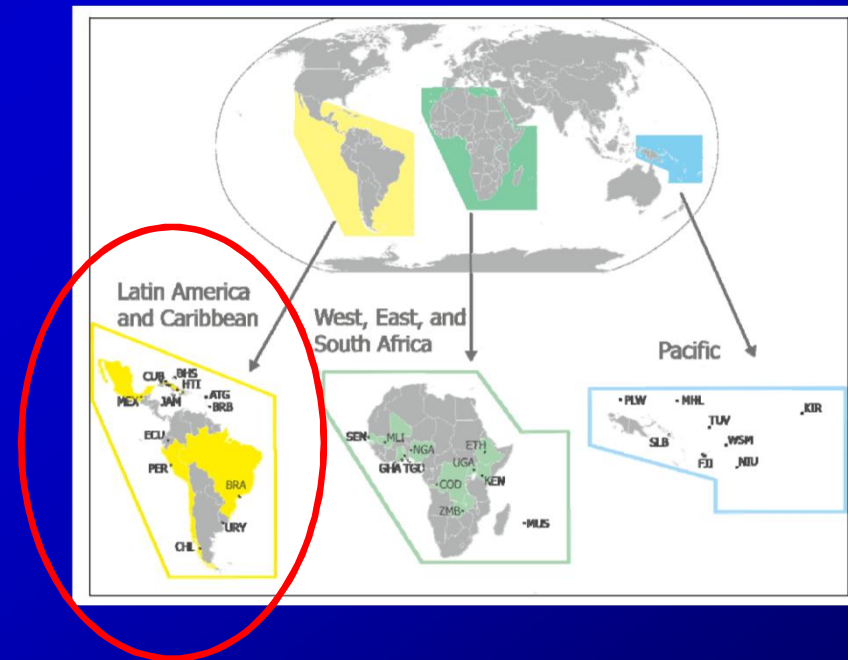 Latin America
and Caribbean
West, East, and
South Africa
Pacific
CUB
BHS
HTI
MEX
JAM
ATG
BRB
ECU
PER
BRA
URY
CHL
SEN
MLI
NGA
ETH
GHA
TGO
UGA
KEN
COD
ZMB
MUS
PLW
MHL
KIR
TUV
SLB
WSM
FJI
NIU